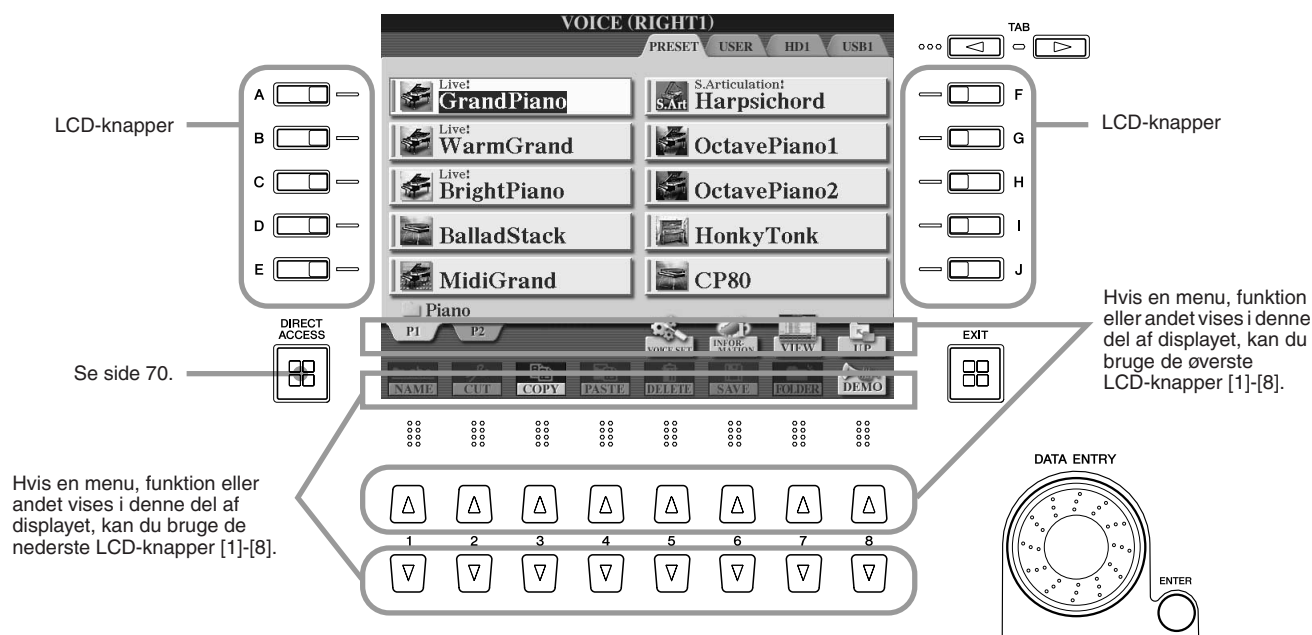 VOICE (RIGHT1)
PRESET USER HD1 USB1
TAB
A
B
C
D
E
LCD-knapper
Live!
GrandPiano
Live!
WarmGrand
Live!
BrightPiano
BalladStack
MidiGrand
S.Art
S.Articulation!
Harpsichord
OctavePiano1
OctavePiano2
HonkyTonk
CP80
F
G
H
I
J
LCD-knapper
Piano
P1 P2
VOICE SET
INFOR-
MATION
VIEW
UP
NAME CUT COPY PASTE DELETE SAVE FOLDER DEMO
DIRECT
ACCESS
Se side 70.
EXIT
Hvis en menu, funktion
eller andet vises i denne
del af displayet, kan du
bruge de øverste
LCD-knapper [1]-[8].
Hvis en menu, funktion eller
andet vises i denne del af
displayet, kan du bruge de
nederste LCD-knapper [1]-[8].
1 2 3 4 5 6 7 8
DATA ENTRY
ENTER